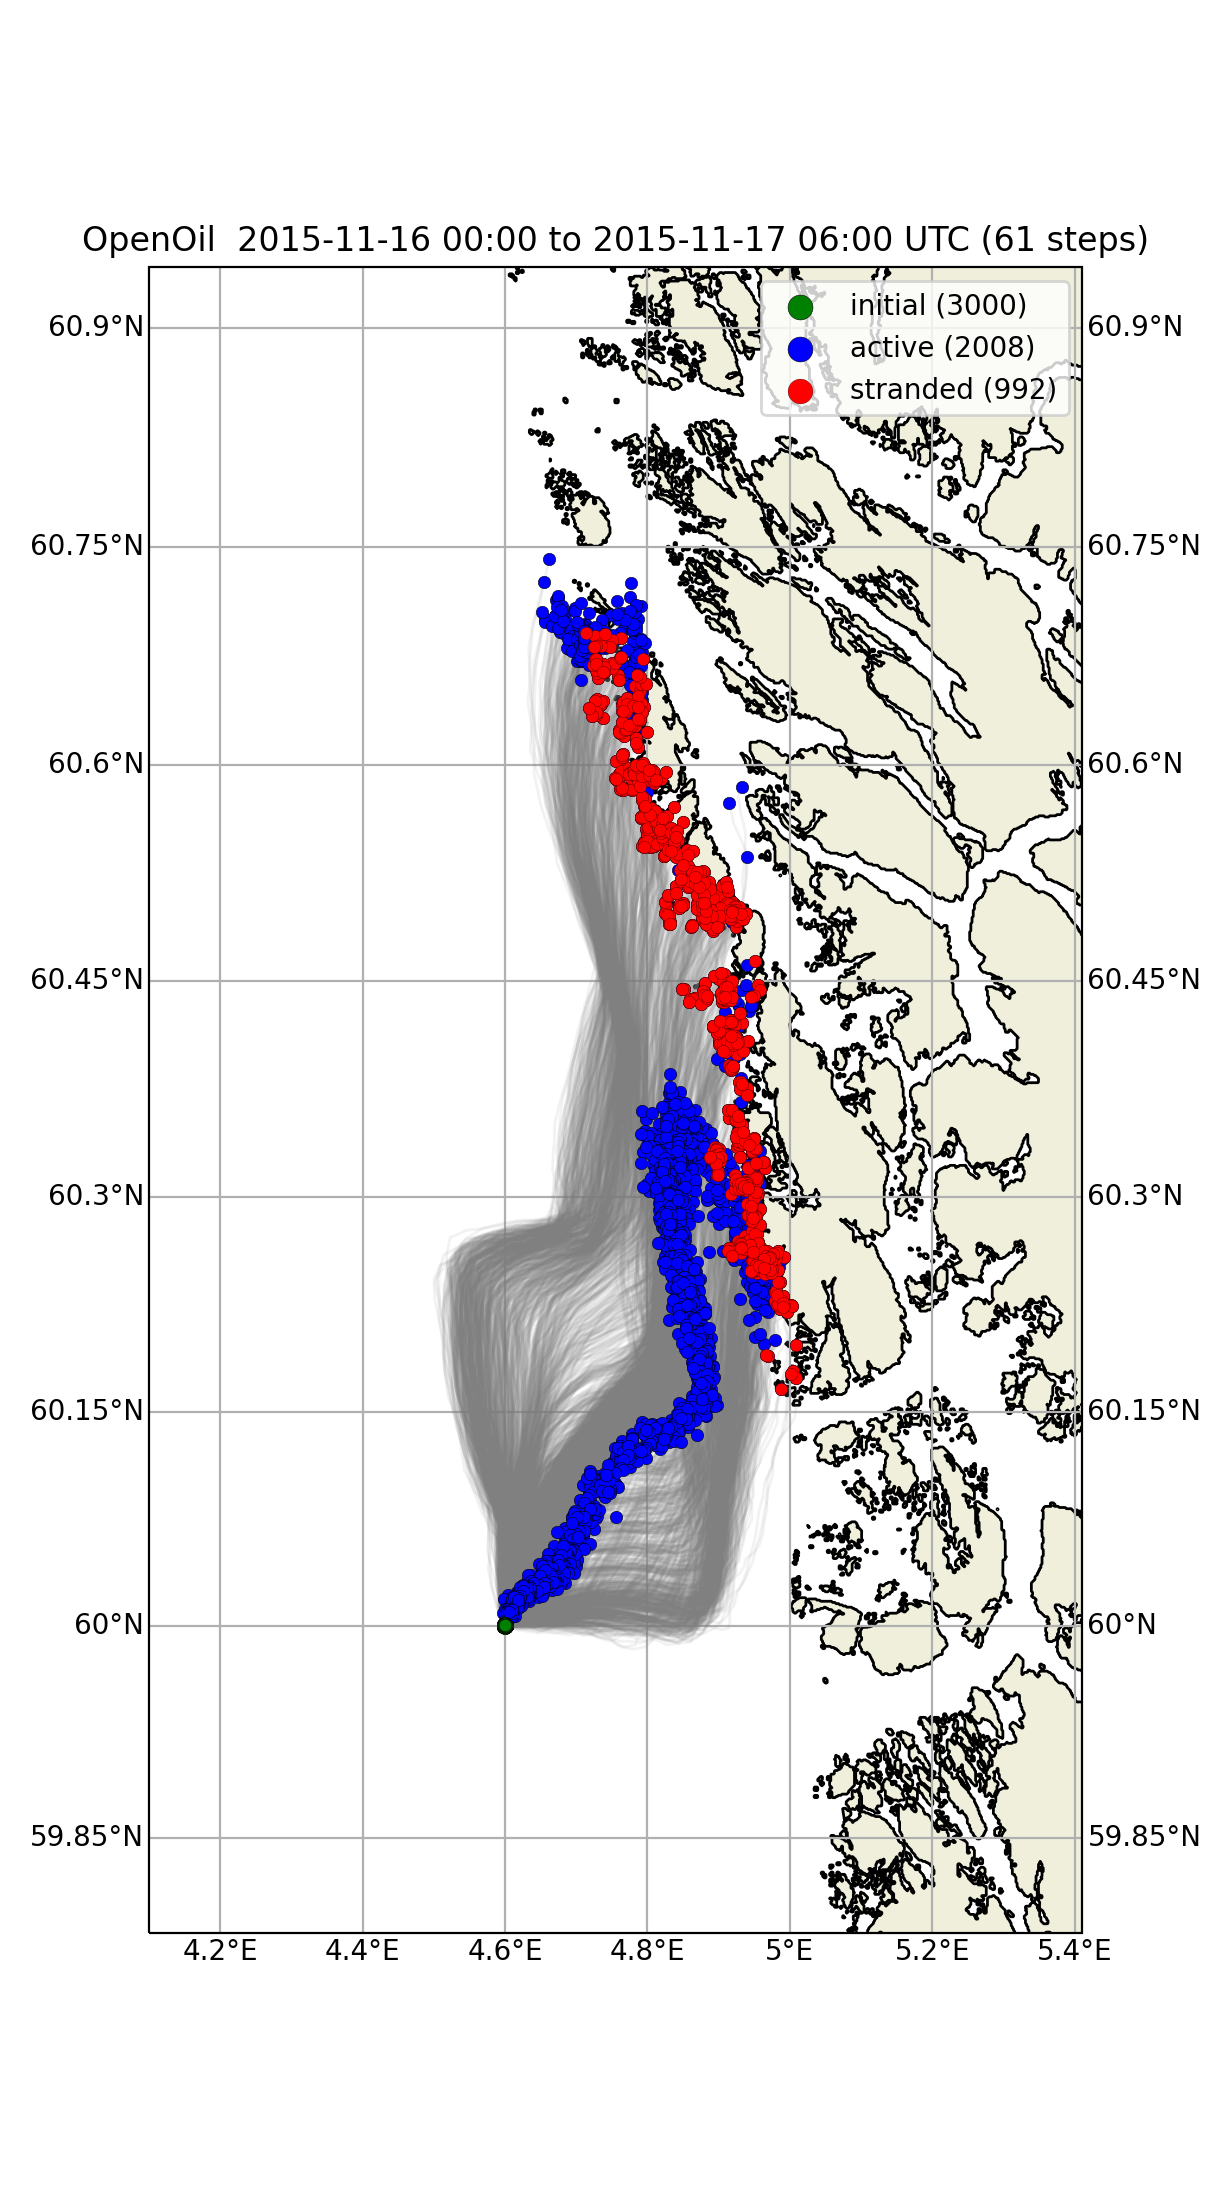 OpenOil  2015-11-16 00:00 to 2015-11-17 06:00 UTC (61 steps)
initial (3000)
active (2008)
stranded (992)
60.9°N 60.9°N
60.75°N 60.75°N
60.6°N 60.6°N
60.45°N 60.45°N
60.3°N 60.3°N
60.15°N 60.15°N
60°N 60°N
59.85°N 59.85°N
4.2°E 4.4°E 4.6°E 4.8°E 5°E 5.2°E 5.4°E